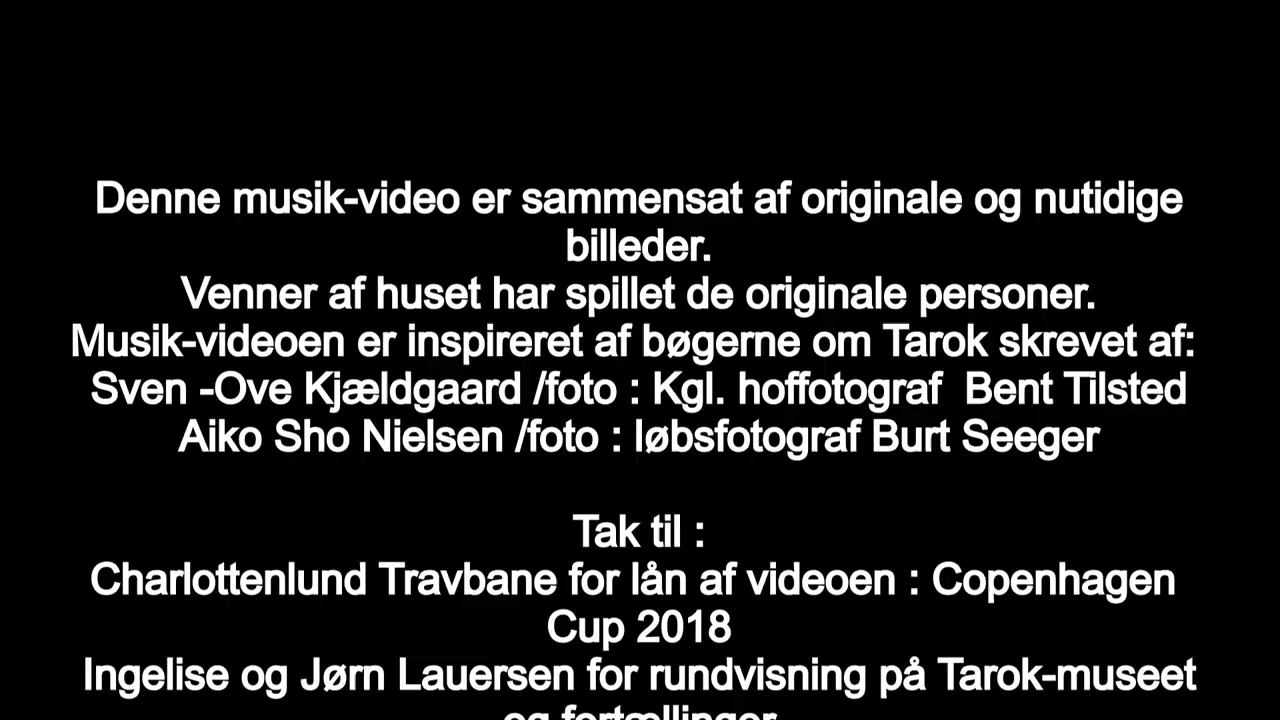 Denne musik-video er sammensat af originale og nutidige
billeder.
Venner af huset har spillet de originale personer.
Musik-videoen er inspireret af bøgerne om Tarok skrevet af:
Sven -Ove Kjældgaard /foto : Kgl. hoffotograf Bent Tilsted
Aiko Sho Nielsen /foto : løbsfotograf Burt Seeger
Tak til :
Charlottenlund Travbane for lån af videoen : Copenhagen
Cup 2018
Ingelise og Jørn Lauersen for rundvisning på Tarok-museet
og fortællinger